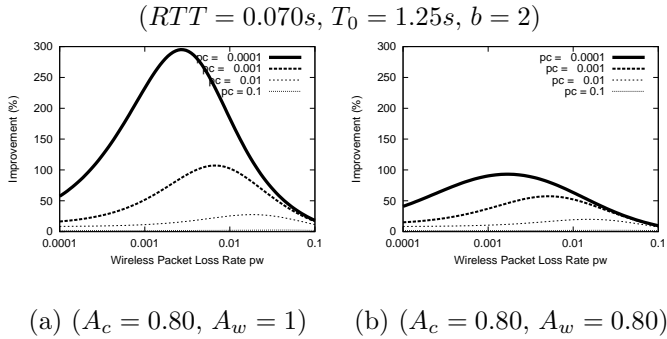 (RTT = 0.070s, T₀ = 1.25s, b = 2)
300
250
200
150
100
50
0
Improvement (%)
0.0001
0.001
0.01
0.1
Wireless Packet Loss Rate pw
pc = 0.0001
pc = 0.001
pc = 0.01
pc = 0.1
(a) (A_c = 0.80, A_w = 1)
300
250
200
150
100
50
0
Improvement (%)
0.0001
0.001
0.01
0.1
Wireless Packet Loss Rate pw
pc = 0.0001
pc = 0.001
pc = 0.01
pc = 0.1
(b) (A_c = 0.80, A_w = 0.80)